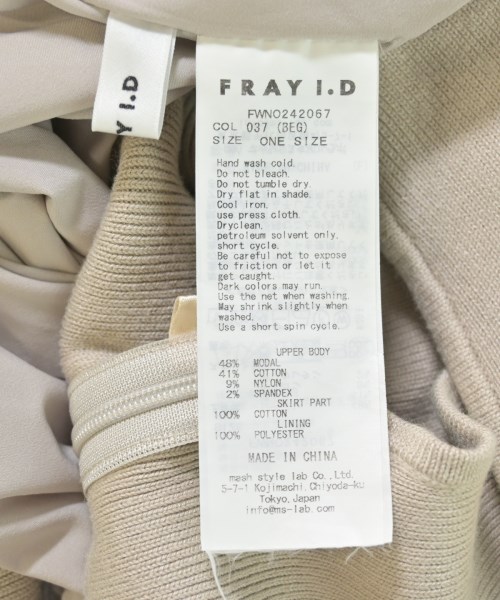 FRAY I.D
Y I.D
FWNO242067
COL 037 (BEG)
SIZE ONE SIZE
Hand wash cold.
Do not bleach.
Do not tumble dry.
Dry flat in shade.
Cool iron.
use press cloth.
Dryclean.
petroleum solvent only.
short cycle.
Be careful not to expose
to friction or let it
get caught.
Dark colors may run.
Use the net when washing.
May shrink slightly when
washed.
Use a short spin cycle.
UPPER BODY
48% MODAL
41% COTTON
9% NYLON
2% SPANDEX
SKIRT PART
100% COTTON
LINING
100% POLYESTER
MADE IN CHINA
mash style lab Co., Ltd.
5-7-1 Kojimachi Chiyoda-ku
Tokyo, Japan
info@ms-lab.com